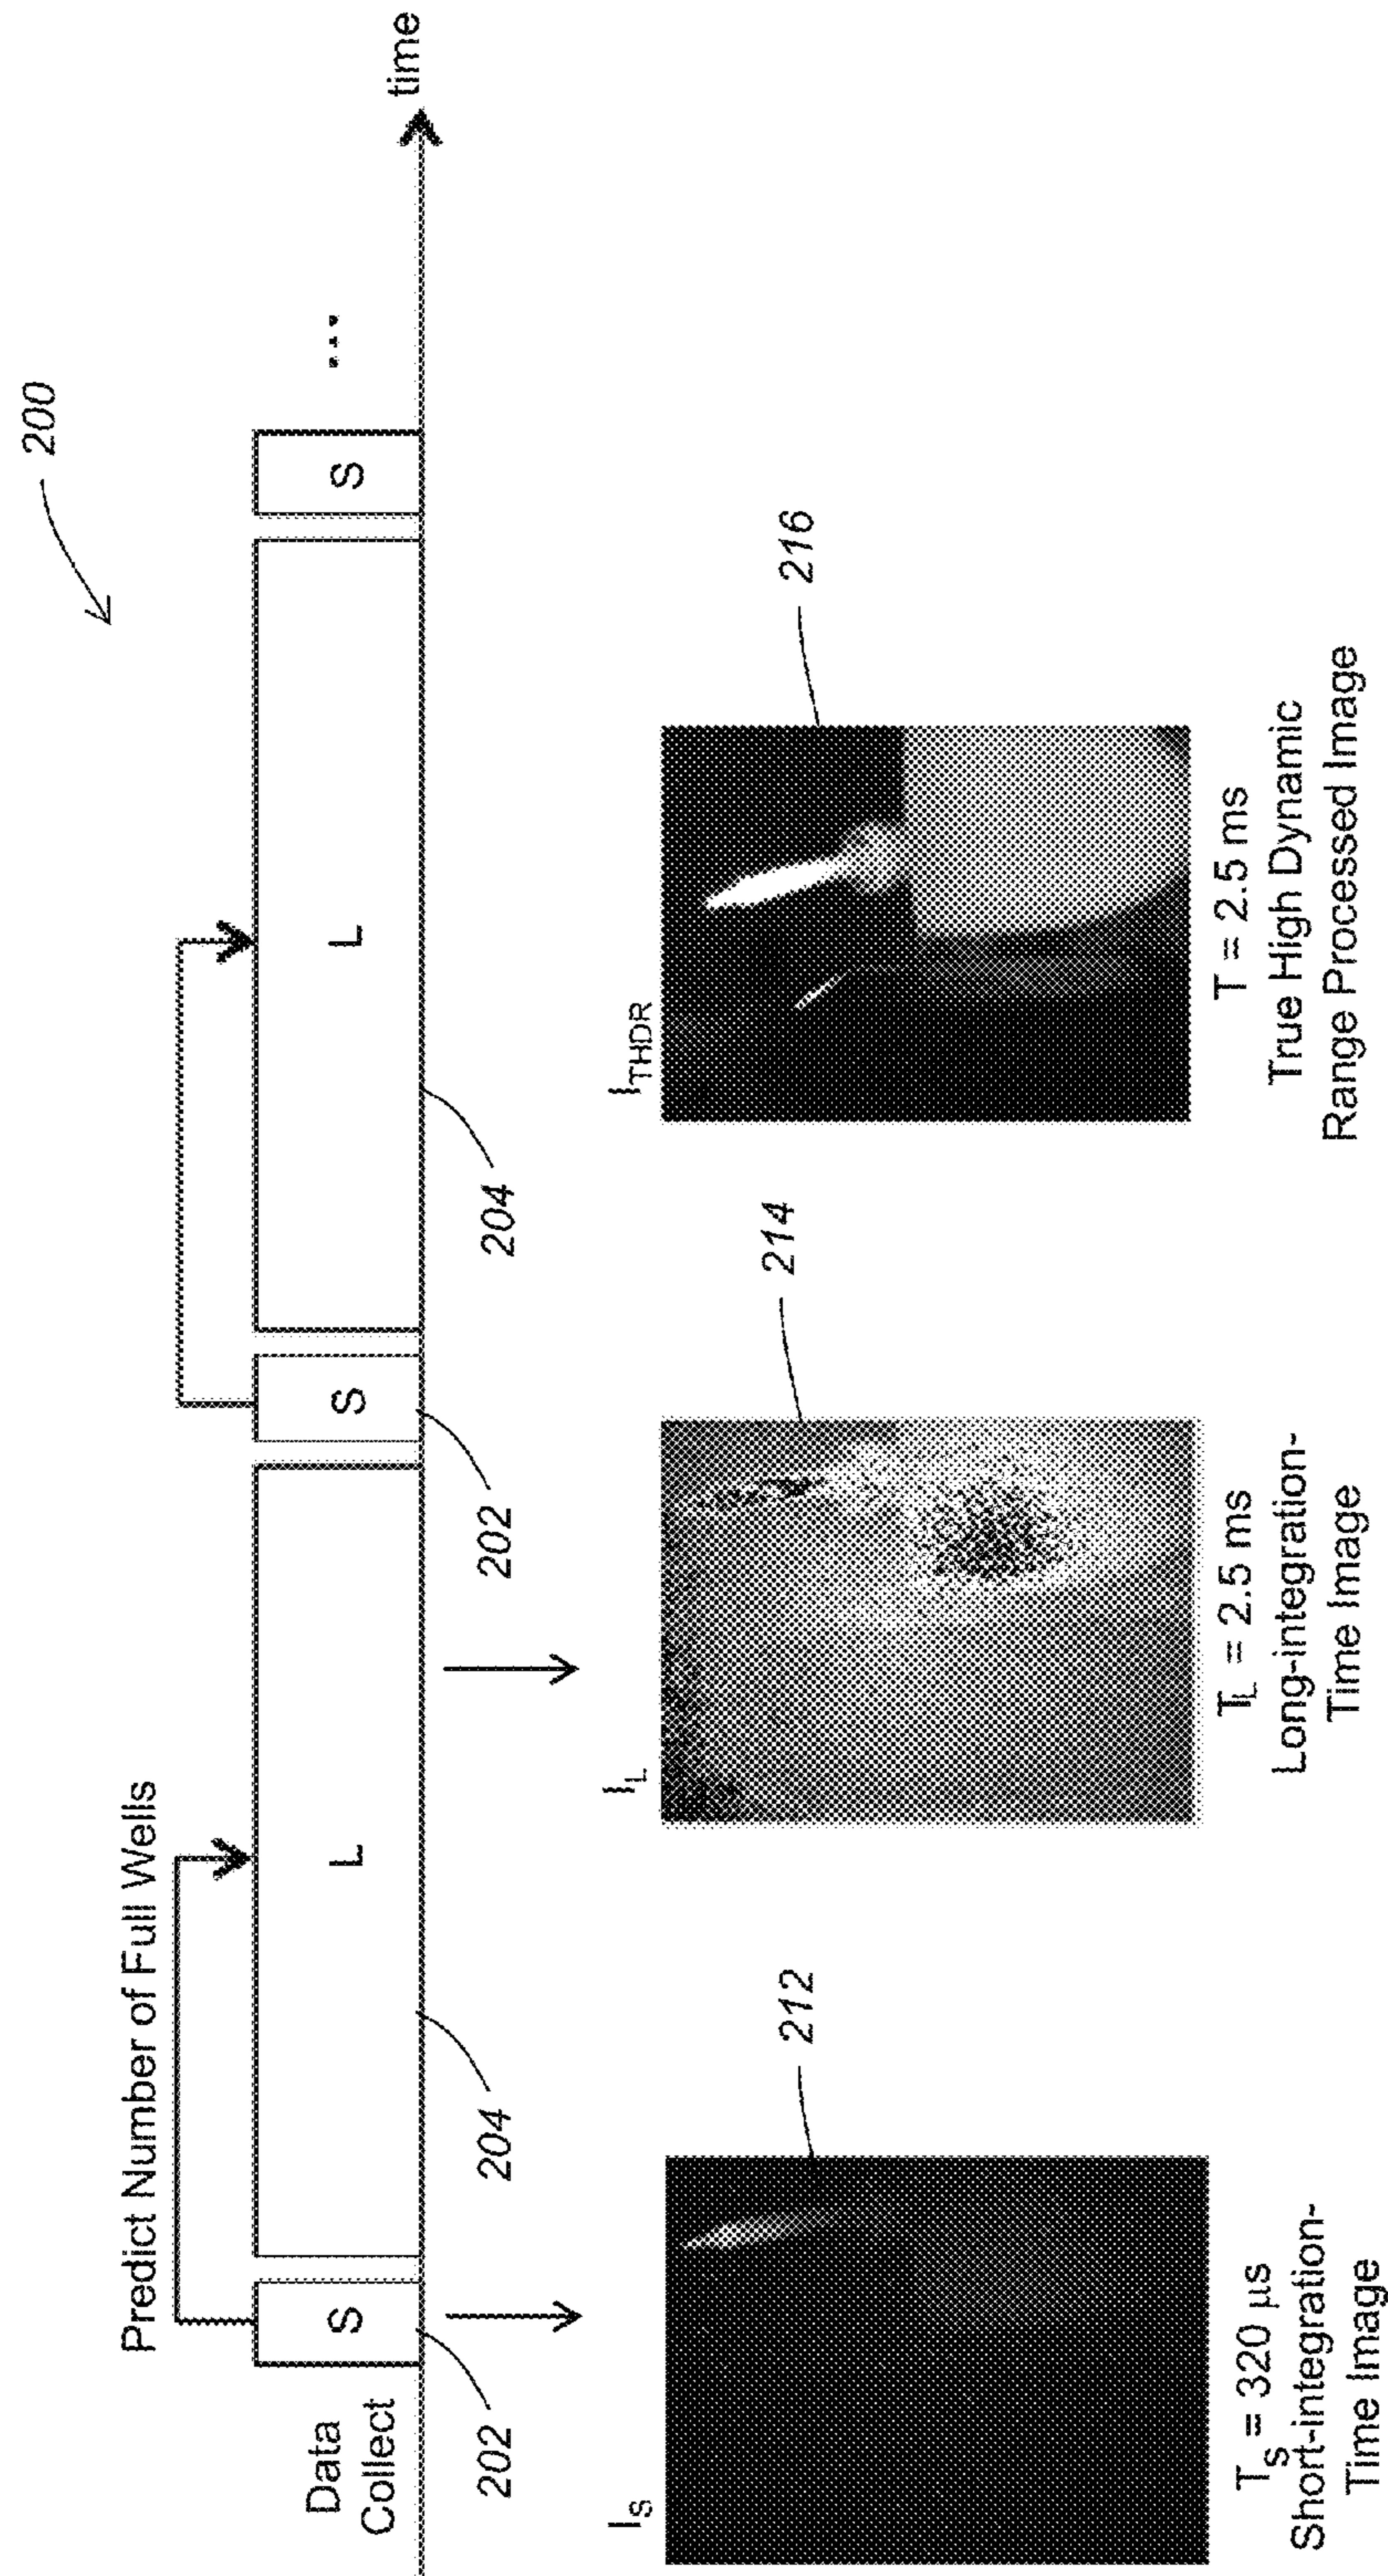 200
Predict Number of Full Wells
Data
Collect
S
L
S
L
S
...
time
202
204
202
204
I_S
I_L
I_THDR
212
214
216
T_S = 320 μs
Short-integration-
Time Image
T_L = 2.5 ms
Long-integration-
Time Image
T = 2.5 ms
True High Dynamic
Range Processed Image